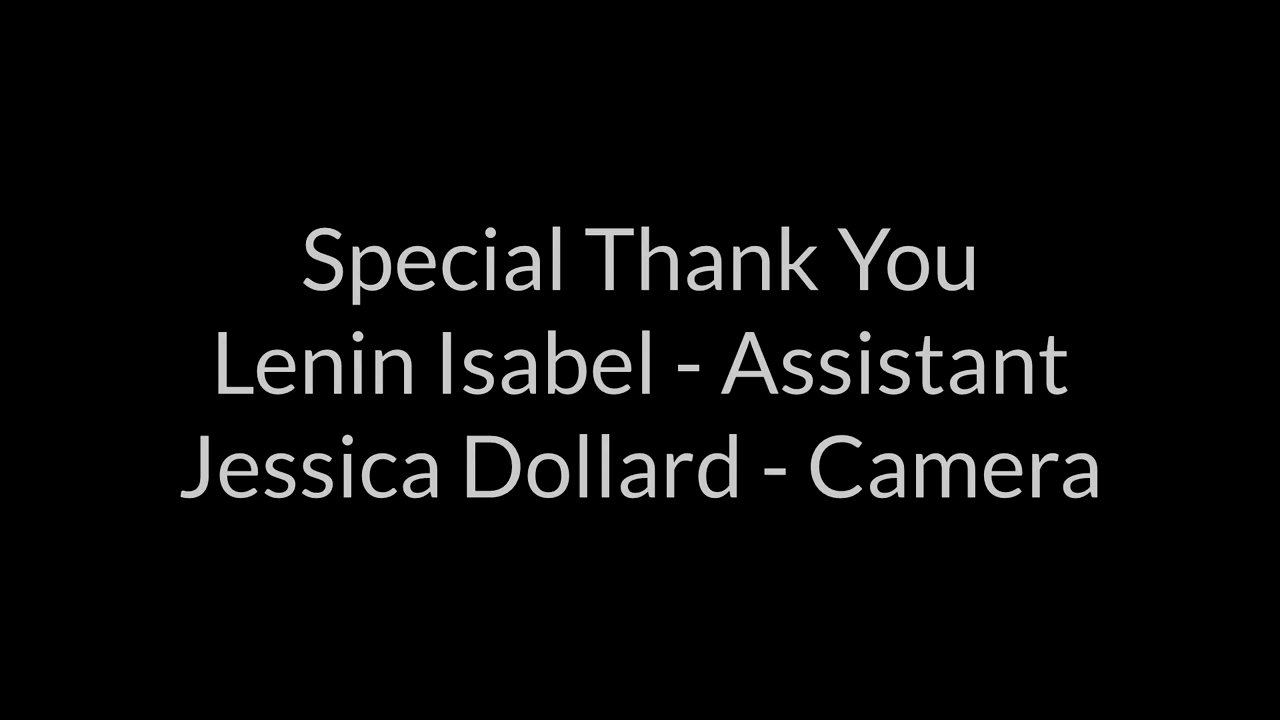 Special Thank You
Lenin Isabel - Assistant
Jessica Dollard - Camera